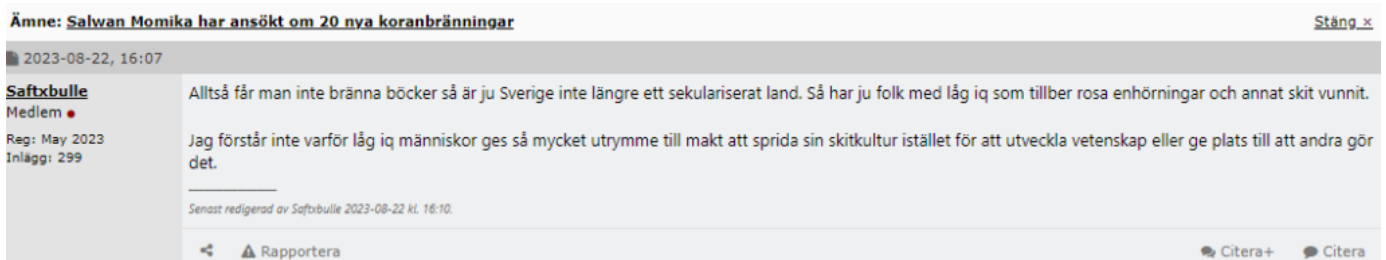 Ämne: Salwan Momika har ansökt om 20 nya koranbränningar Stäng ×
2023-08-22, 16:07
Saftxbulle
Medlem
Reg: May 2023
Inlägg: 299
Alltså får man inte bränna böcker så är ju Sverige inte längre ett sekulariserat land. Så har ju folk med låg iq som tillber rosa enhörningar och annat skit vunnit.
Jag förstår inte varför låg iq människor ges så mycket utrymme till makt att sprida sin skitkultur istället för att utveckla vetenskap eller ge plats till att andra gör
det.
Senast redigerad av Saftxbulle 2023-08-22 kl. 16:10.
Rapportera Citera+ Citera